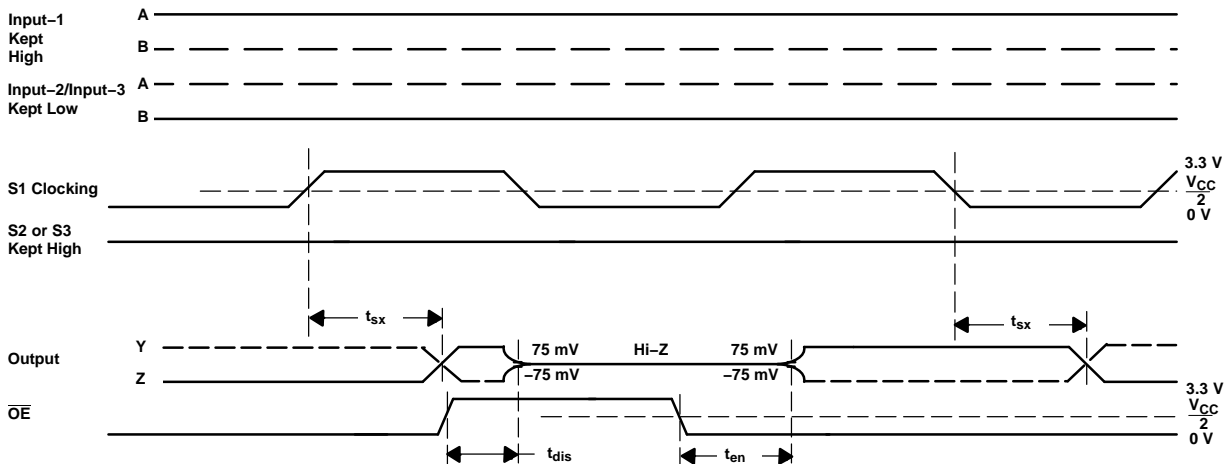 Input–1
Kept
High
A
B
Input–2/Input–3
Kept Low
A
B
S1 Clocking
3.3 V
VCC
2
0 V
S2 or S3
Kept High
tsx
tsx
Output
Y
Z
75 mV
Hi–Z
75 mV
–75 mV
–75 mV
OE
3.3 V
VCC
2
0 V
tdis
ten